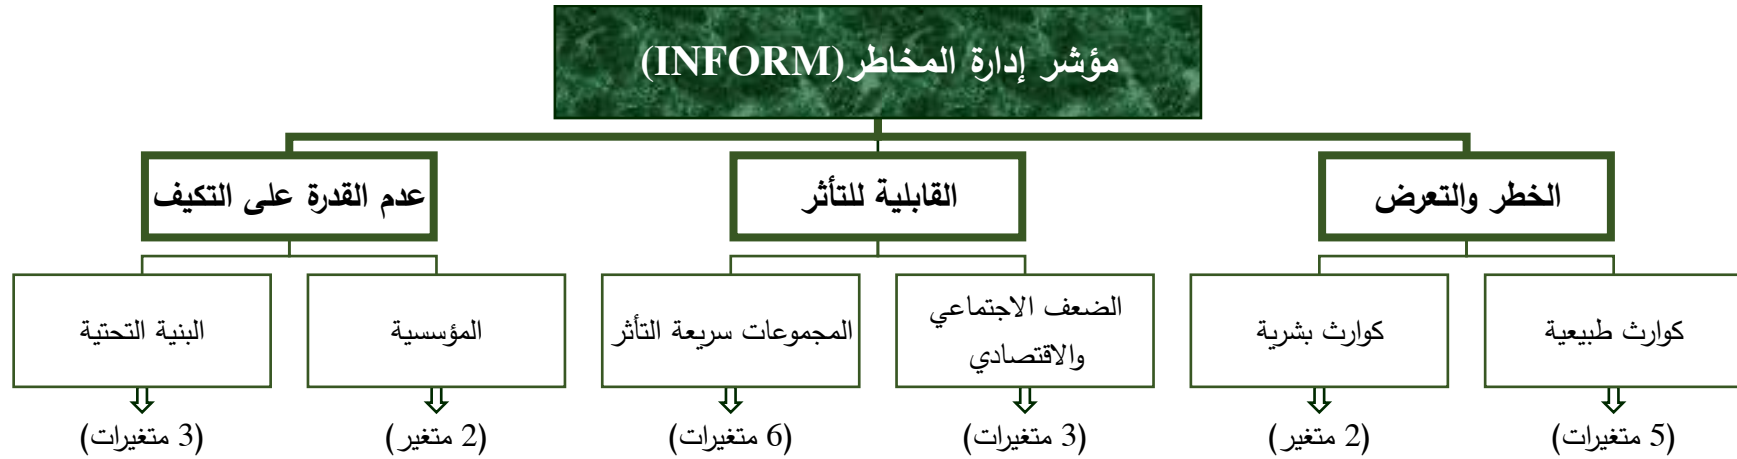 مؤشر إدارة المخاطر (INFORM)
الخطر والتعرض
القابلية للتأثر
عدم القدرة على التكيف
كوارث طبيعية
كوارث بشرية
الضعف الاجتماعي
والاقتصادي
المجموعات سريعة التأثر
المؤسسية
البنية التحتية
(5 متغيرات)
(2 متغير)
(3 متغيرات)
(6 متغيرات)
(2 متغير)
(3 متغيرات)